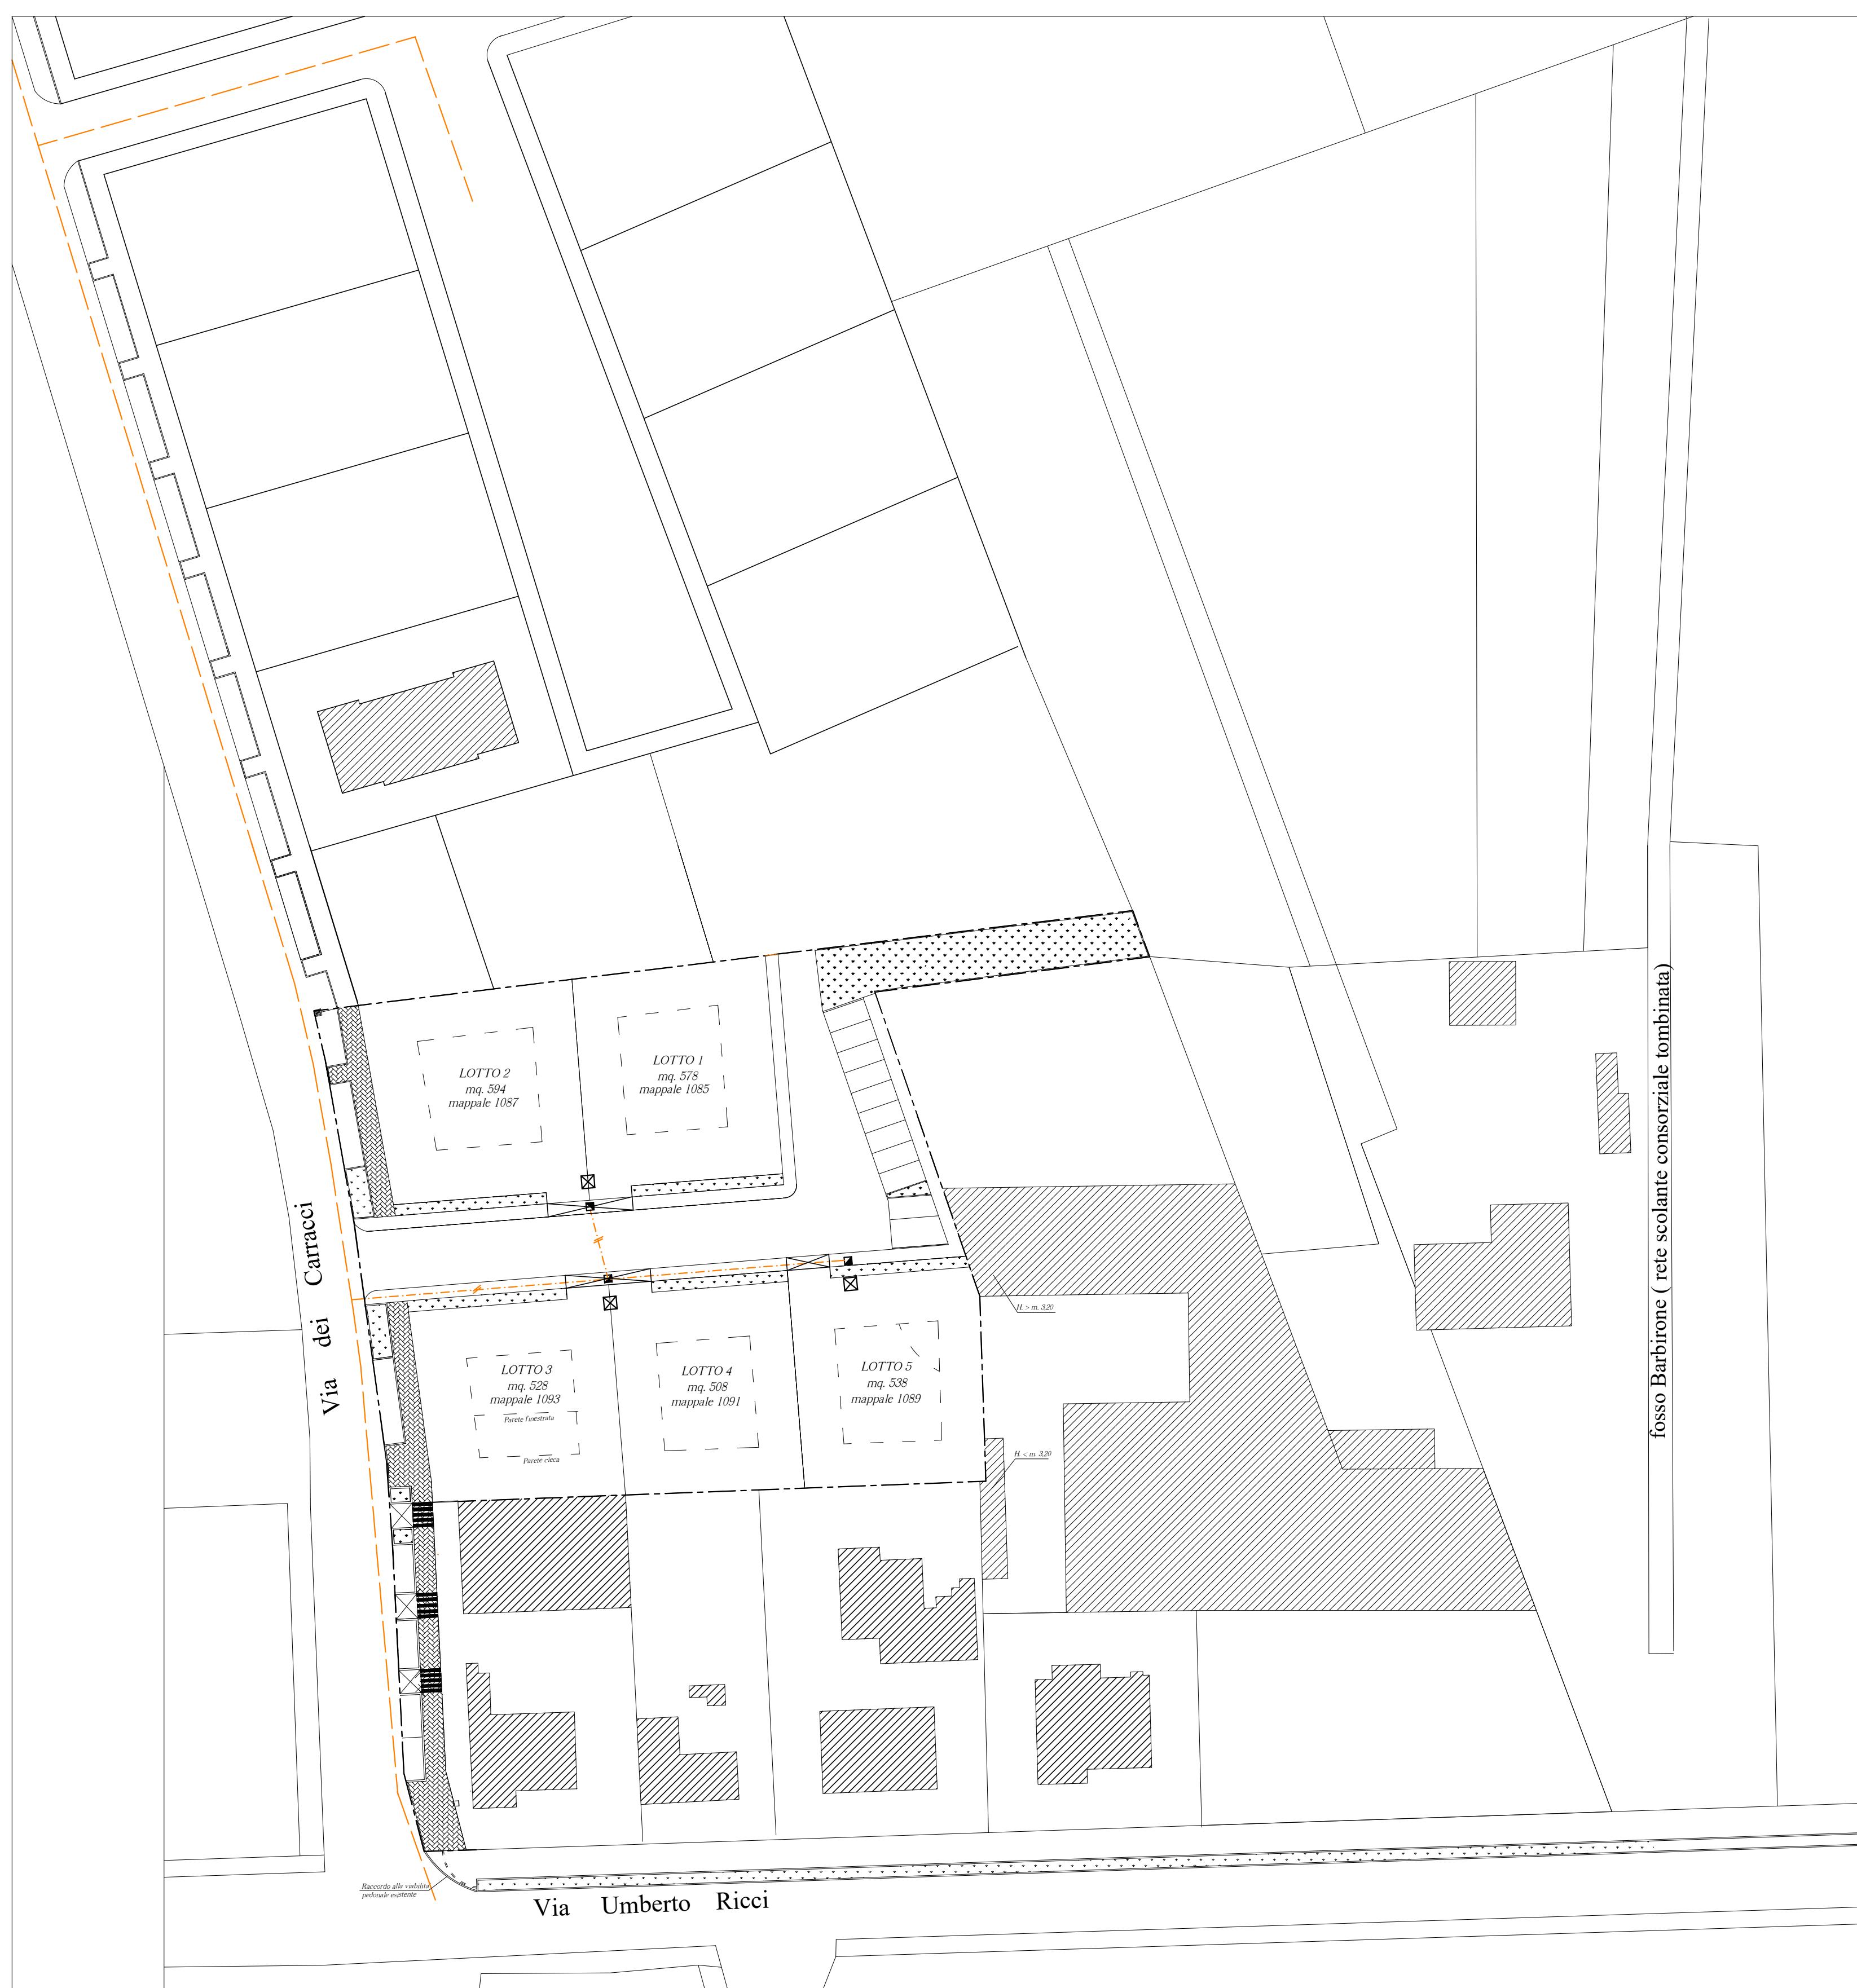 LOTTO 1
mq. 578
mappale 1085
LOTTO 2
mq. 594
mappale 1087
Via dei Carracci
fosso Barbirone ( rete scolante consorziale tombinata)
H. > m. 3,20
LOTTO 3
mq. 528
mappale 1093
Parete finestrata
Parete cieca
LOTTO 4
mq. 508
mappale 1091
LOTTO 5
mq. 538
mappale 1089
H. < m. 3,20
Raccordo alla viabilità
pedonale esistente
Via Umberto Ricci